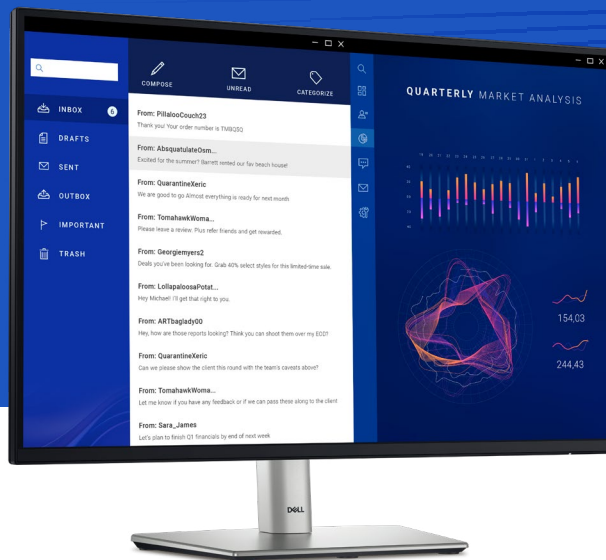 COMPOSE
UNREAD
CATEGORIZE
INBOX 6
DRAFTS
SENT
OUTBOX
IMPORTANT
TRASH
From: PillalooCouch23
Thank you! Your order number is TMBQSQ
From: AbsquatulateOsm...
Excited for the summer? Barrett rented our fav beach house!
From: QuarantineXeric
We are good to go Almost everything is ready for next month
From: TomahawkWoma...
Please leave a review. Plus refer friends and get rewarded.
From: Georgiemyers2
Deals you've been looking for. Grab 40% select styles for this limited-time sale.
From: LollapaloosaPotat...
Hey Michael! I'll get that right to you.
From: ARTbaglady00
Hey, how are those reports looking? Think you can shoot them over my EOD?
From: QuarantineXeric
Can we please show the client this round with the team's caveats above?
From: TomahawkWoma...
Let me know if you have any feedback or if we can pass these along to the client
From: Sara_James
Let's plan to finish Q1 financials by end of next week
QUARTERLY MARKET ANALYSIS
154,03
244,43
DELL